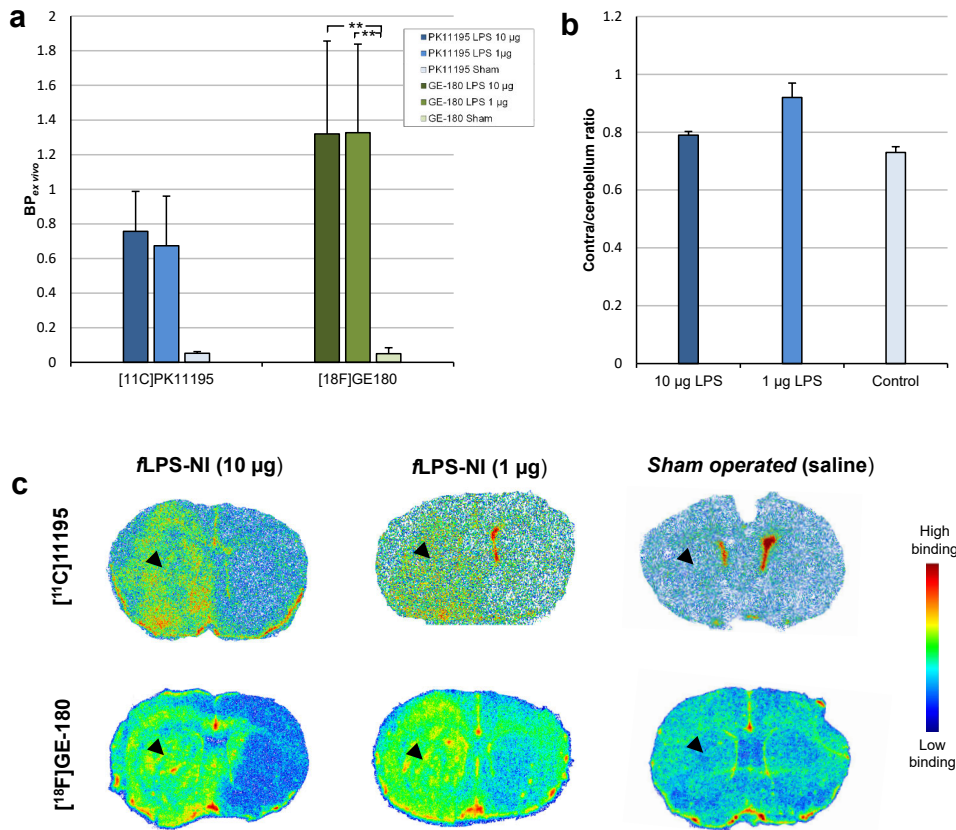 a
2
1.8
1.6
1.4
1.2
1
0.8
0.6
0.4
0.2
0
BP ex vivo
**
**
PK11195 LPS 10 µg
PK11195 LPS 1µg
PK11195 Sham
GE-180 LPS 10 µg
GE-180 LPS 1 µg
GE-180 Sham
[11C]PK11195
[18F]GE180
b
1.2
1
0.8
0.6
0.4
0.2
0
Contra/cerebellum ratio
10 µg LPS
1 µg LPS
Control
c
fLPS-NI (10 µg)
fLPS-NI (1 µg)
Sham operated (saline)
[¹¹C]11195
[¹⁸F]GE-180
High
binding
Low
binding